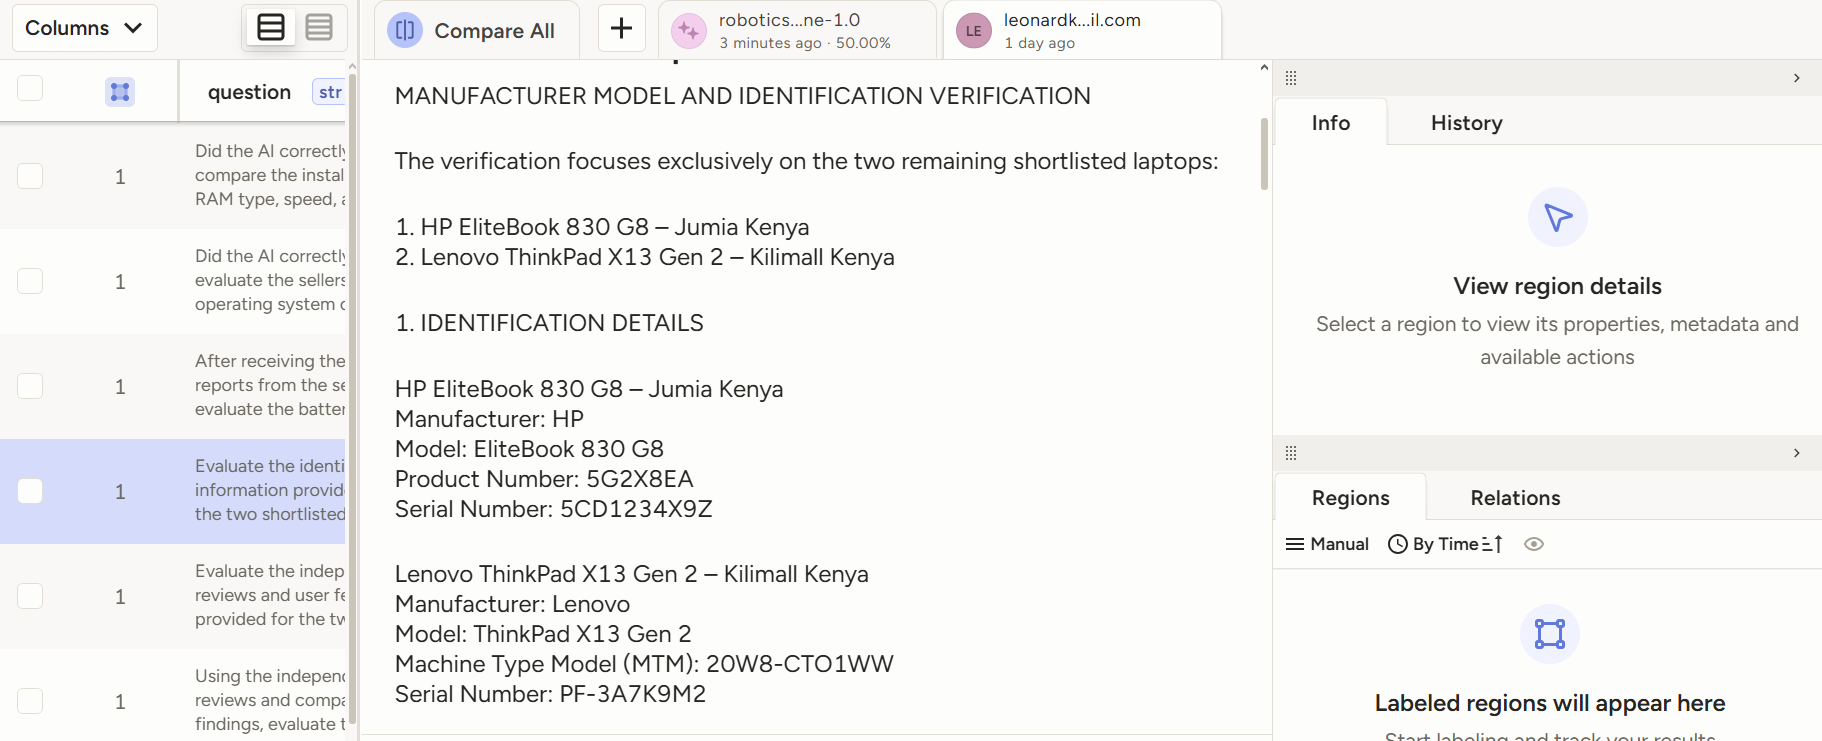 Columns
Compare All
robotics...ne-1.0
3 minutes ago · 50.00%
LE
leonardk...il.com
1 day ago
question
str
Did the AI correctly
compare the instal
RAM type, speed, a
1
Did the AI correctly
evaluate the sellers
operating system c
1
After receiving the
reports from the se
evaluate the batter
1
Evaluate the identi
information provide
the two shortlisted
1
Evaluate the indep
reviews and user fe
provided for the tw
1
Using the independ
reviews and compa
findings, evaluate t
1
MANUFACTURER MODEL AND IDENTIFICATION VERIFICATION
The verification focuses exclusively on the two remaining shortlisted laptops:
1. HP EliteBook 830 G8 – Jumia Kenya
2. Lenovo ThinkPad X13 Gen 2 – Kilimall Kenya
1. IDENTIFICATION DETAILS
HP EliteBook 830 G8 – Jumia Kenya
Manufacturer: HP
Model: EliteBook 830 G8
Product Number: 5G2X8EA
Serial Number: 5CD1234X9Z
Lenovo ThinkPad X13 Gen 2 – Kilimall Kenya
Manufacturer: Lenovo
Model: ThinkPad X13 Gen 2
Machine Type Model (MTM): 20W8-CTO1WW
Serial Number: PF-3A7K9M2
Info
History
View region details
Select a region to view its properties, metadata and
available actions
Regions
Relations
Manual
By Time
Labeled regions will appear here
Start labeling and track your results